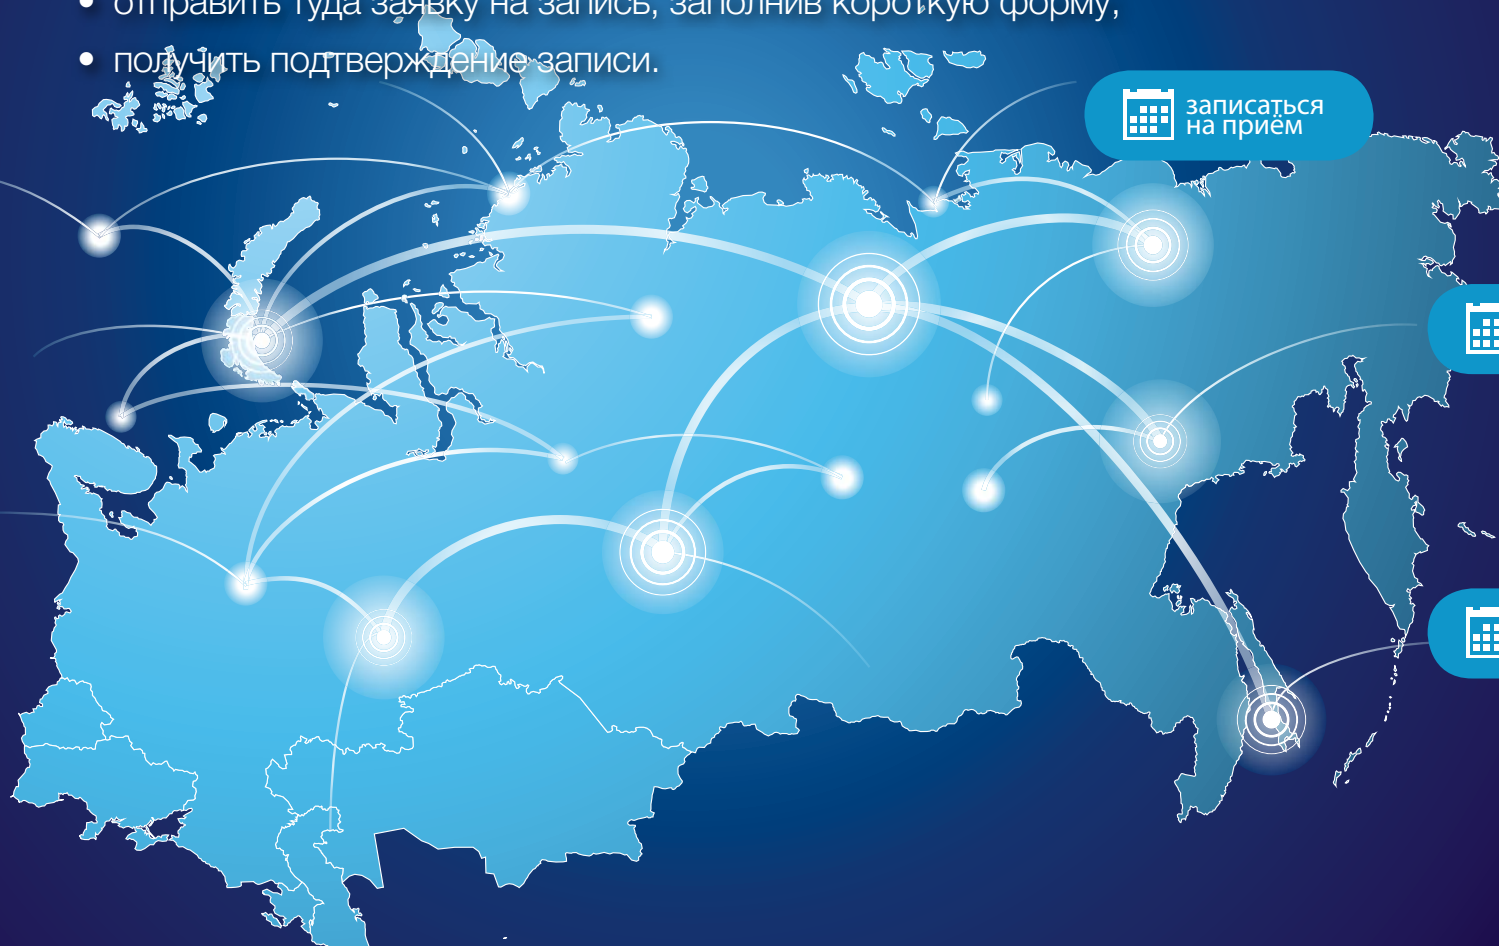 • отправить туда заявку на запись, заполнив короткую форму;
• получить подтверждение записи.
записаться
на приём